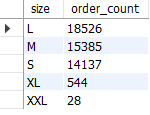 size order_count
L 18526
M 15385
S 14137
XL 544
XXL 28